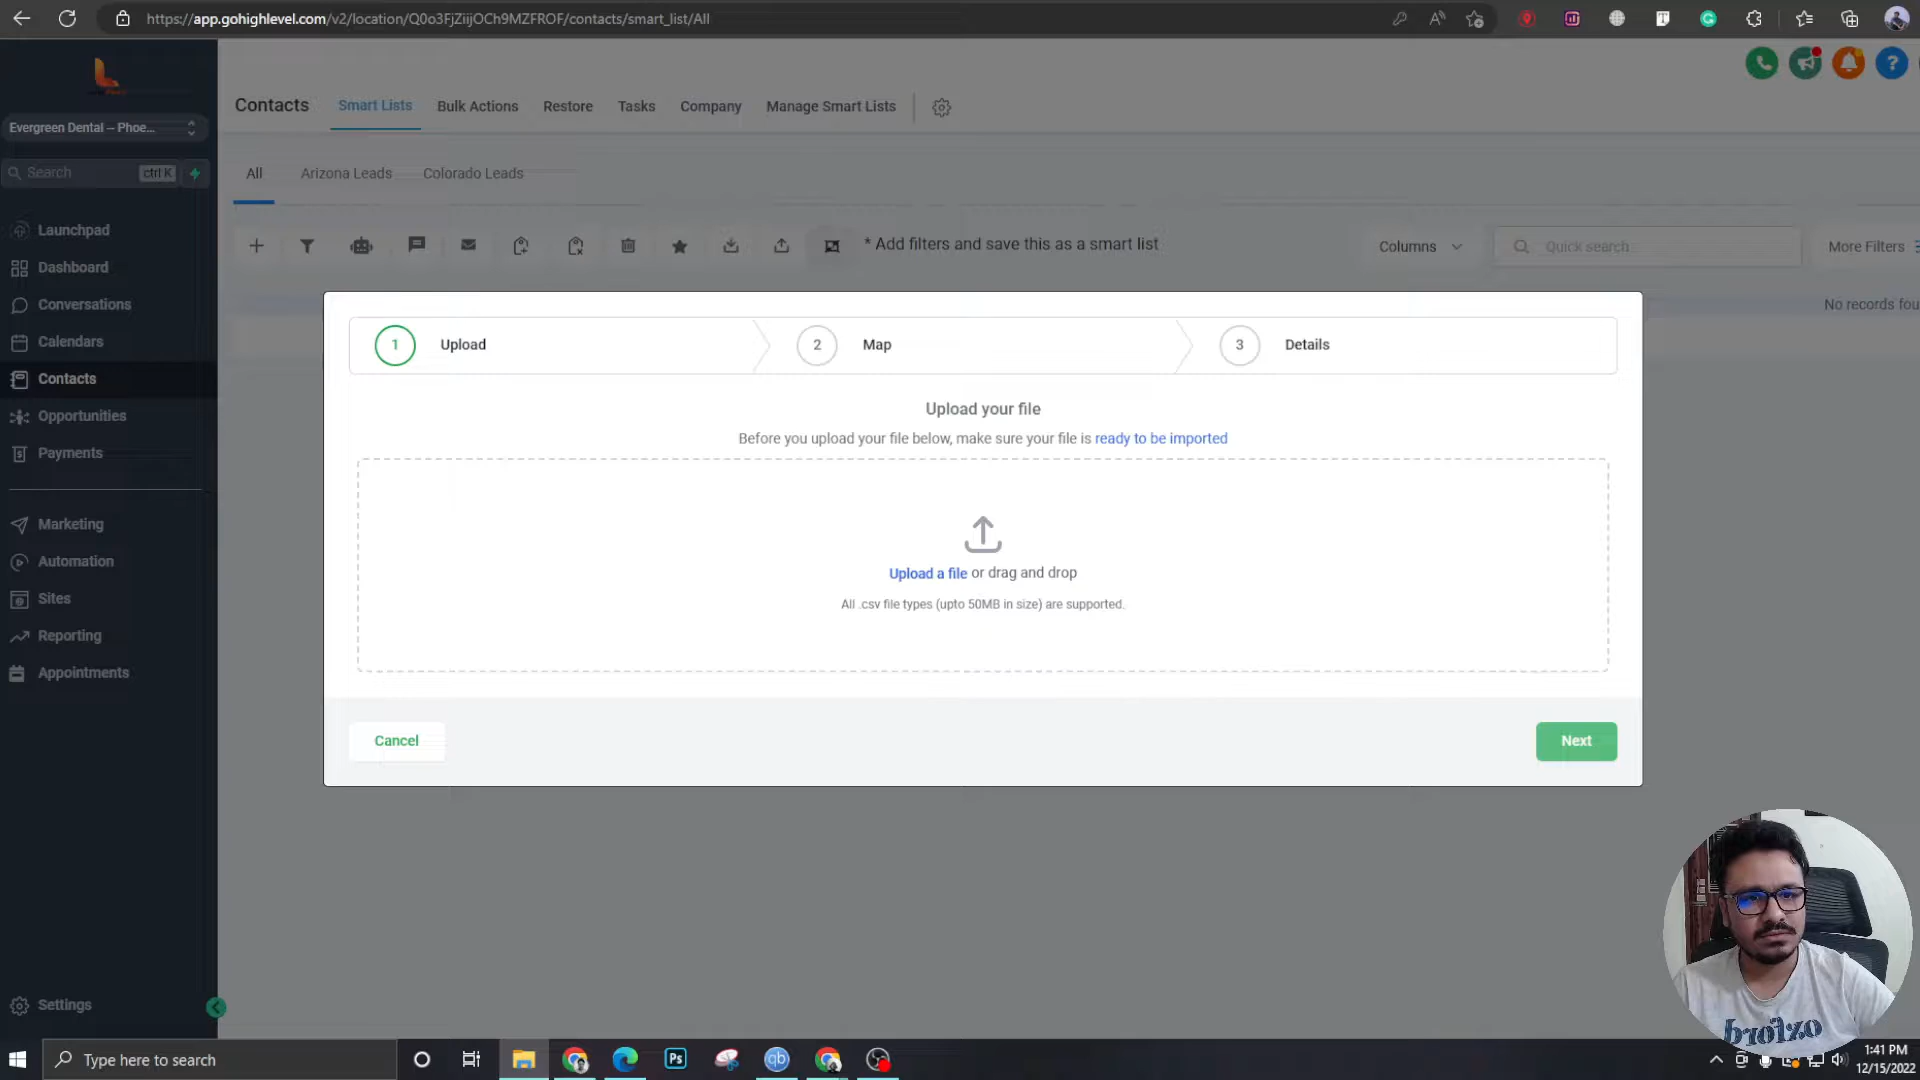 https://app.gohighlevel.com/v2/location/Q0o3FjZiijOCh9MZFROF/contacts/smart_list/All
Contacts
Smart Lists
Bulk Actions
Restore
Tasks
Company
Manage Smart Lists
Evergreen Dental – Phoe...
Search
ctrl K
All
Arizona Leads
Colorado Leads
Launchpad
Dashboard
Conversations
Calendars
Contacts
Opportunities
Payments
Marketing
Automation
Sites
Reporting
Appointments
Settings
* Add filters and save this as a smart list
Columns
Quick search
More Filters
No records fou
1 Upload
2 Map
3 Details
Upload your file
Before you upload your file below, make sure your file is ready to be imported
Upload a file or drag and drop
All .csv file types (upto 50MB in size) are supported.
Cancel
Next
oxford
Type here to search
Ps
qb
1:41 PM
12/15/2022